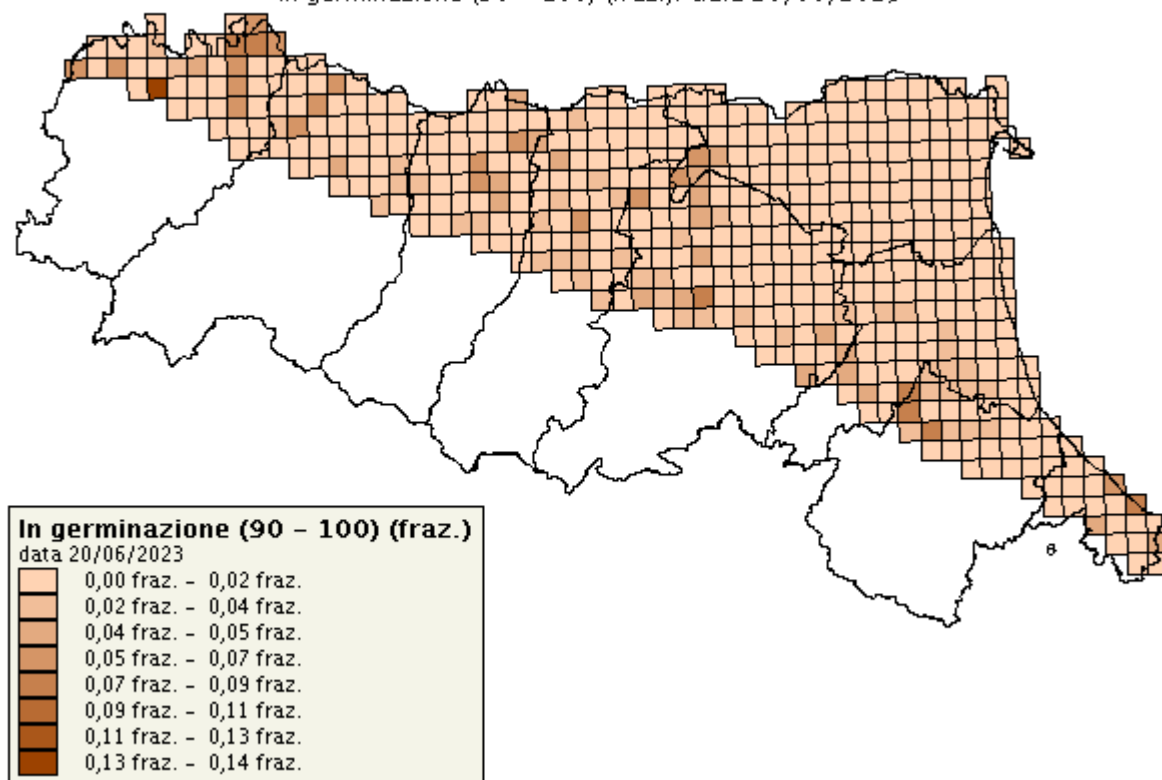 In germinazione (90 – 100) (fraz.)
data 20/06/2023
0,00 fraz. – 0,02 fraz.
0,02 fraz. – 0,04 fraz.
0,04 fraz. – 0,05 fraz.
0,05 fraz. – 0,07 fraz.
0,07 fraz. – 0,09 fraz.
0,09 fraz. – 0,11 fraz.
0,11 fraz. – 0,13 fraz.
0,13 fraz. – 0,14 fraz.